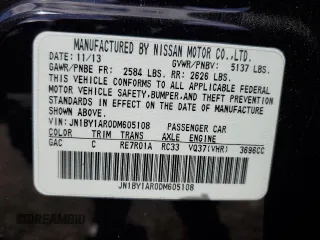 MANUFACTURED BY NISSAN MOTOR CO.,LTD.
DATE: 11/13 GVWR/PNBV: 5137 LBS.
GAWR/PNBE FR: 2584 LBS. RR: 2626 LBS.
THIS VEHICLE CONFORMS TO ALL APPLICABLE
FEDERAL MOTOR VEHICLE SAFETY,BUMPER, AND THEFT PREVENTION
STANDARDS IN EFFECT ON THE DATE OF
MANUFACTURE SHOWN ABOVE.
VIN: JN1BY1AR0DM605108 PASSENGER CAR
COLOR TRIM TRANS AXLE ENGINE
GAC C RE7R01A RC33 VQ37(VHR) 3696CC
JN1BY1AR0DM605108